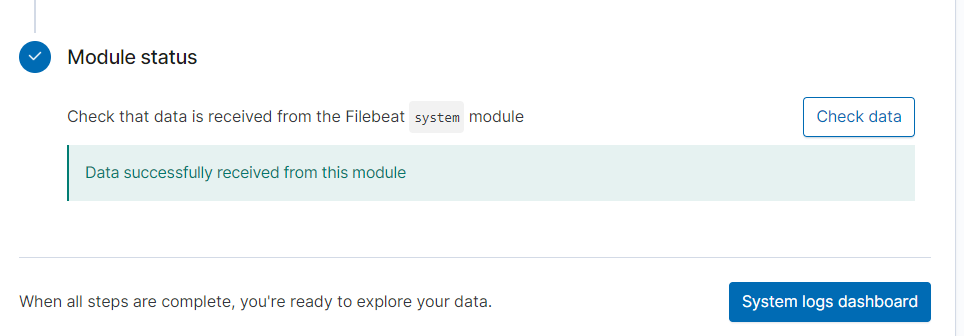 Module status
Check that data is received from the Filebeat system module
Check data
Data successfully received from this module
When all steps are complete, you're ready to explore your data.
System logs dashboard